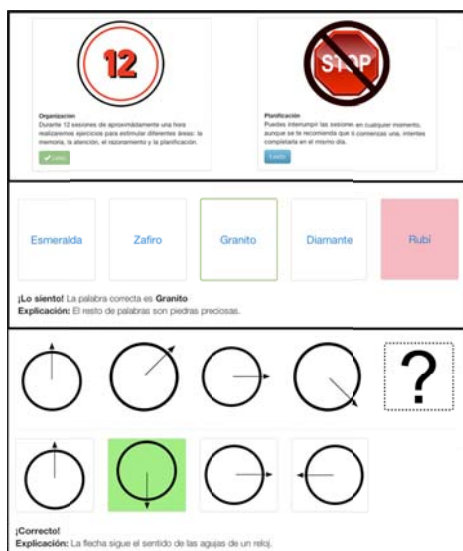 12
STOP
Organización
Durante 12 sesiones de aproximadamente una hora
realizaremos ejercicios para estimular diferentes áreas: la
memoria, la atención, el razonamiento y la planificación.
Planificación
Puedes interrumpir las sesiones en cualquier momento,
aunque se te recomienda que si comienzas una, intentes
completarla en el mismo día.
Esmeralda
Zafiro
Granito
Diamante
Rubí
¡Lo siento! La palabra correcta es Granito
Explicación: El resto de palabras son piedras preciosas.
?
¡Correcto!
Explicación: La flecha sigue el sentido de las agujas de un reloj.